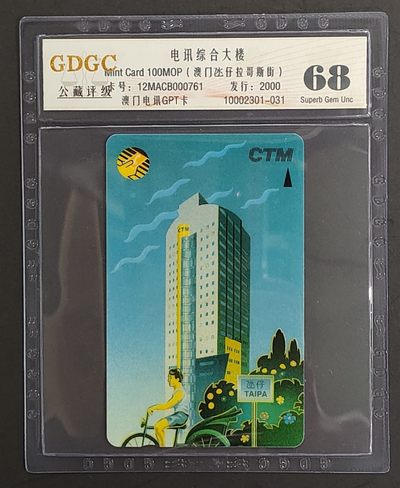 电讯综合大楼
GDGC
Mint Card 100MOP（澳门氹仔拉哥斯街）
公藏评级
卡号：12MACB000761
发行：2000
澳门电讯GPT卡
10002301-031
68
Superb Gem Unc
CTM
CTM
氹仔
TAIPA